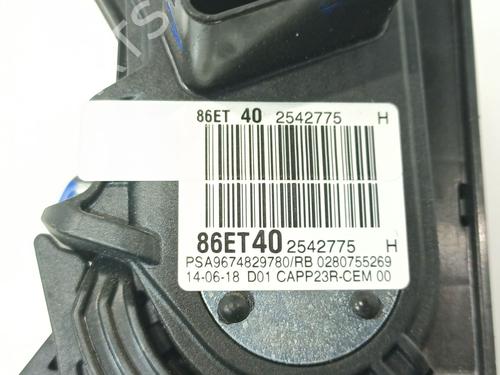 86ET 40 2542775 H
86ET40 2542775 H
PSA9674829780/RB 0280755269
14-06-18 D01 CAPP23R-CEM 00